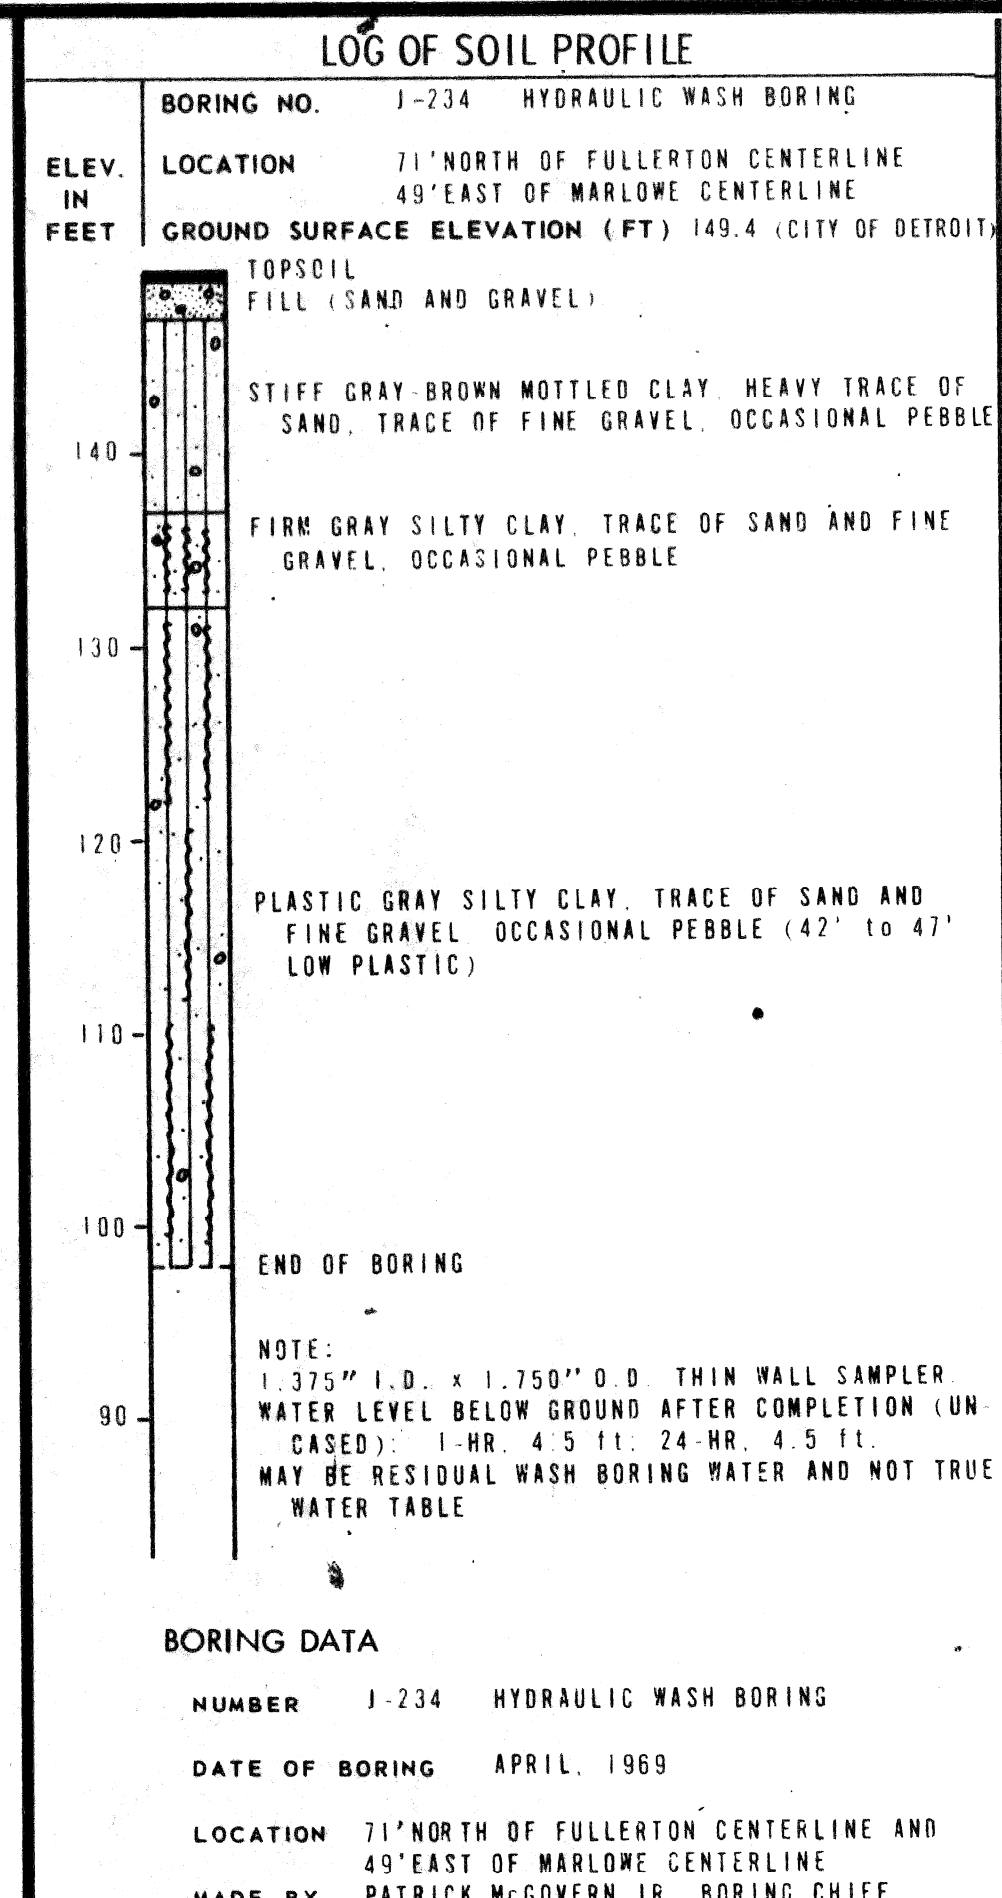 LOG OF SOIL PROFILE
BORING NO. J-234 HYDRAULIC WASH BORING
ELEV. IN FEET
LOCATION 71'NORTH OF FULLERTON CENTERLINE
49'EAST OF MARLOWE CENTERLINE
GROUND SURFACE ELEVATION (FT) 149.4 (CITY OF DETROIT)
TOPSOIL
FILL (SAND AND GRAVEL)
STIFF GRAY-BROWN MOTTLED CLAY, HEAVY TRACE OF
SAND, TRACE OF FINE GRAVEL, OCCASIONAL PEBBLE
140
FIRM GRAY SILTY CLAY, TRACE OF SAND AND FINE
GRAVEL, OCCASIONAL PEBBLE
130
120
PLASTIC GRAY SILTY CLAY, TRACE OF SAND AND
FINE GRAVEL OCCASIONAL PEBBLE (42' to 47'
LOW PLASTIC)
110
100
END OF BORING
NOTE:
1.375" I.D. x 1.750" O.D. THIN WALL SAMPLER.
90
WATER LEVEL BELOW GROUND AFTER COMPLETION (UN-
CASED): 1-HR, 4.5 ft; 24-HR, 4.5 ft.
MAY BE RESIDUAL WASH BORING WATER AND NOT TRUE
WATER TABLE
BORING DATA
NUMBER J-234 HYDRAULIC WASH BORING
DATE OF BORING APRIL, 1969
LOCATION 71'NORTH OF FULLERTON CENTERLINE AND
49'EAST OF MARLOWE CENTERLINE
MADE BY PATRICK McGOVERN JR. BORING CHIEF